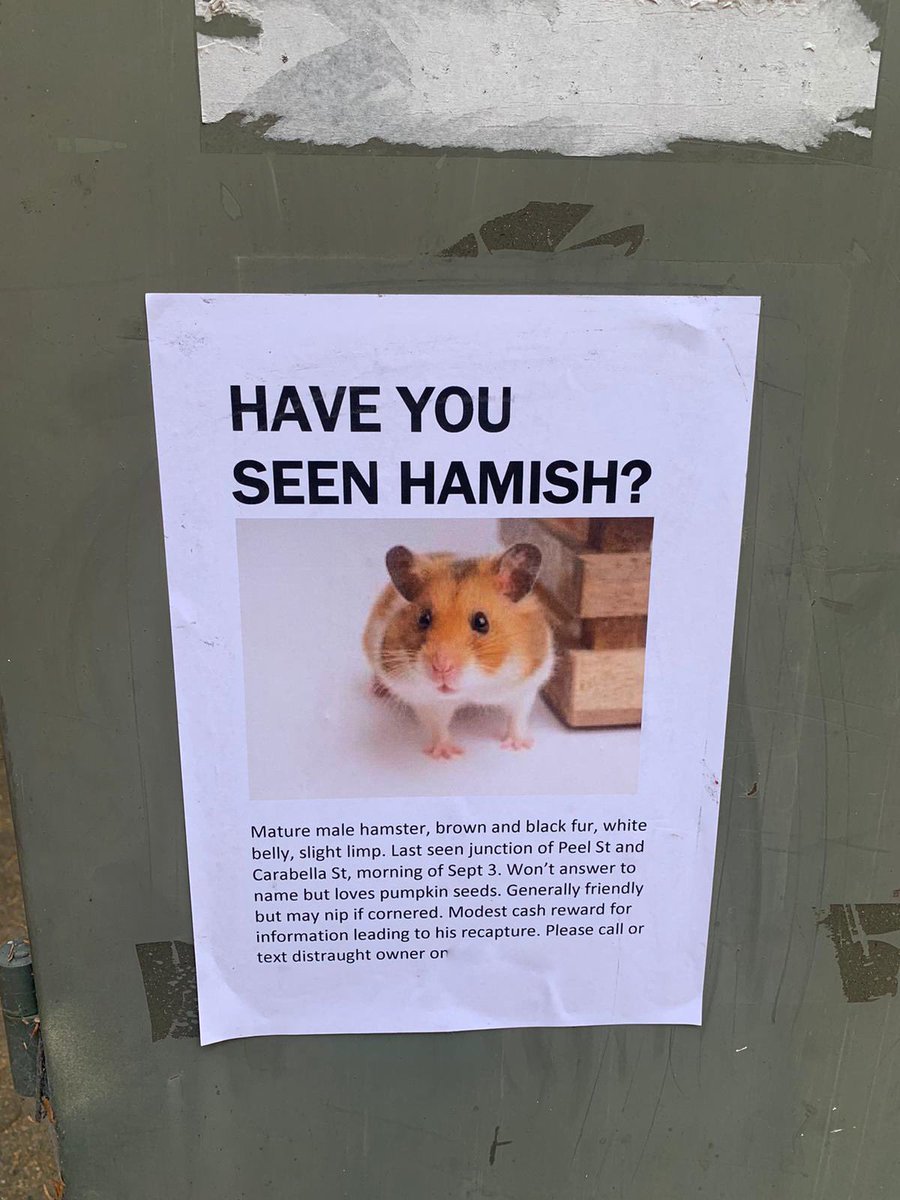 HAVE YOU
SEEN HAMISH?
Mature male hamster, brown and black fur, white
belly, slight limp. Last seen junction of Peel St and
Carabella St, morning of Sept 3. Won't answer to
name but loves pumpkin seeds. Generally friendly
but may nip if cornered. Modest cash reward for
information leading to his recapture. Please call or
text distraught owner on